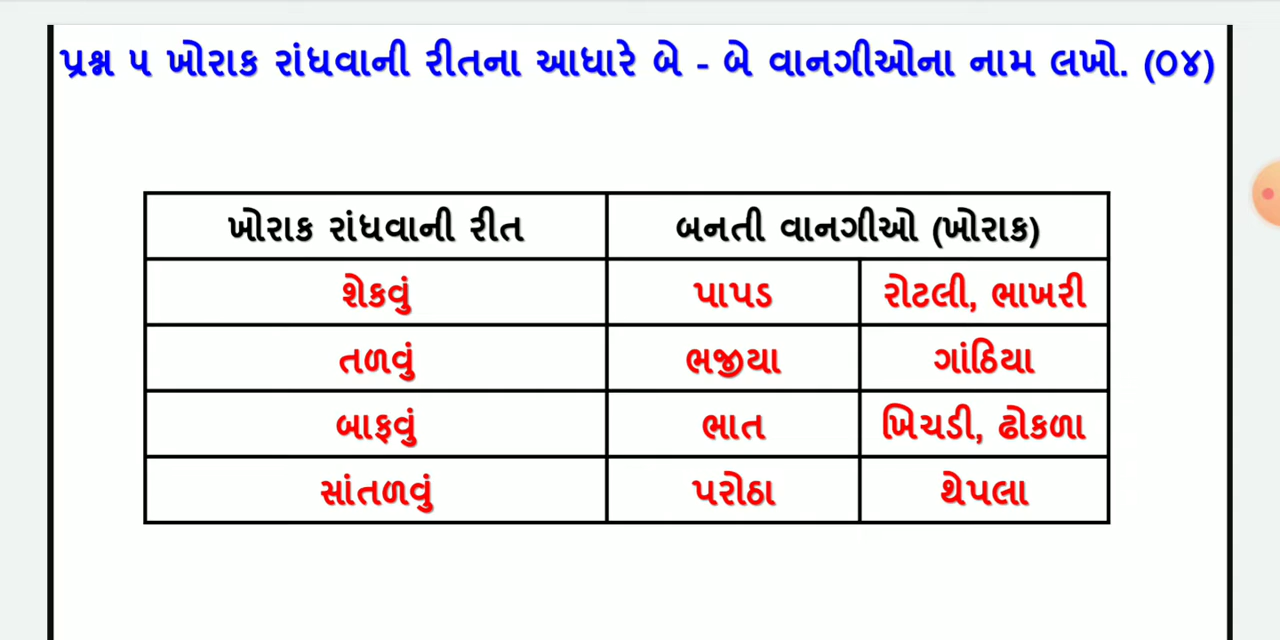 પ્રશ્ન ૫ ખોરાક રાંધવાની રીતના આધારે બે - બે વાનગીઓના નામ લખો. (૦૪)
ખોરાક રાંધવાની રીત બનતી વાનગીઓ (ખોરાક)
શેકવું પાપડ રોટલી, ભાખરી
તળવું ભજીયા ગાંઠિયા
બાફવું ભાત ખિચડી, ઢોકળા
સાંતળવું પરોઠા થેપલા